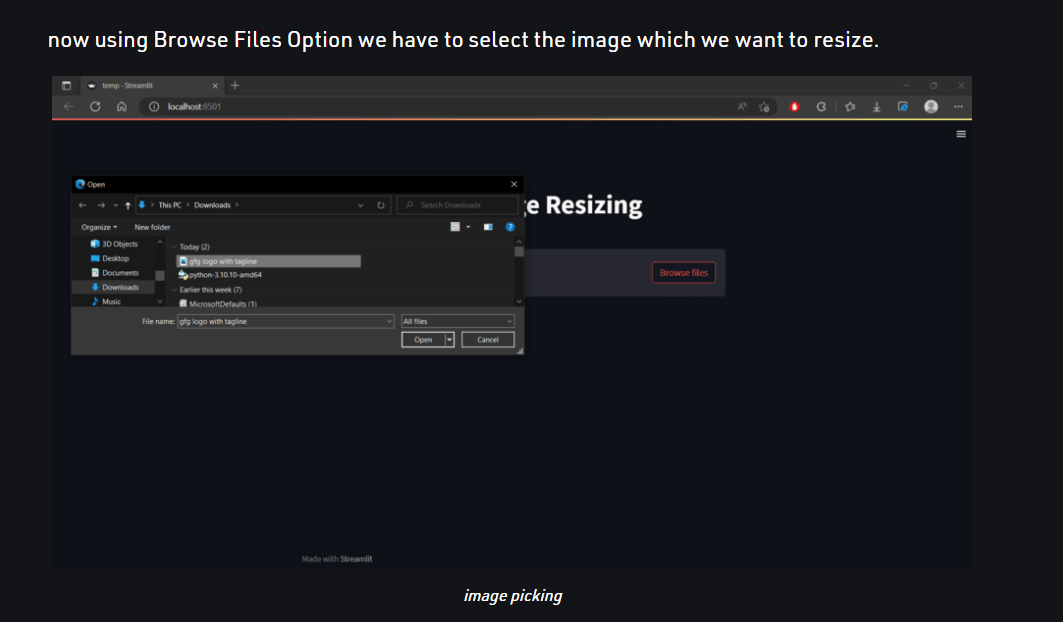 now using Browse Files Option we have to select the image which we want to resize.
temp · Streamlit
localhost:8501
Open
This PC > Downloads >
Search Downloads
Organize
New folder
3D Objects
Desktop
Documents
Downloads
Music
Today (2)
gfg logo with tagline
python-3.10.10-amd64
Earlier this week (7)
MicrosoftDefaults (1)
File name: gfg logo with tagline
All files
Open
Cancel
e Resizing
Browse files
Made with Streamlit
image picking